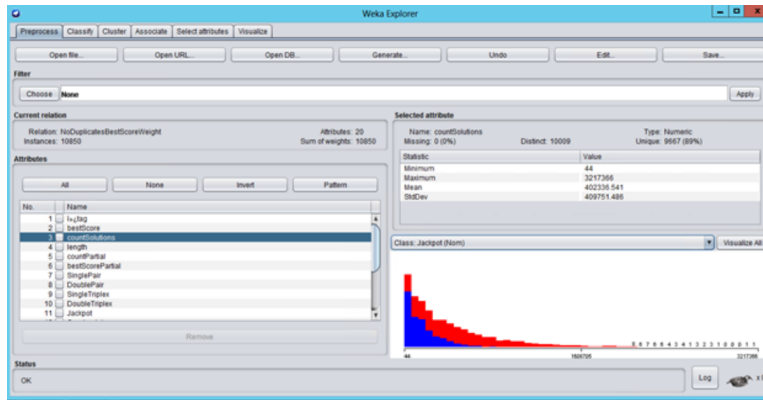 Weka Explorer
Preprocess Classify Cluster Associate Select attributes Visualize
Open file... Open URL... Open DB... Generate... Undo Edit... Save...
Filter
Choose None Apply
Current relation
Relation: NoDuplicatesBestScoreWeight Attributes: 20
Instances: 10850 Sum of weights: 10850
Attributes
All None Invert Pattern
No. Name
1
2 bestScore
3 countSolutions
4 length
5 countPartial
6 bestScorePartial
7 SinglePair
8 DoublePair
9 SingleTriplex
10 DoubleTriplex
11 Jackpot
Remove
Selected attribute
Name: countSolutions Type: Numeric
Missing: 0 (0%) Distinct: 10009 Unique: 9667 (89%)
Statistic Value
Minimum 44
Maximum 3217366
Mean 402336.541
StdDev 409751.486
Class: Jackpot (Nom) Visualize All
44 1608705 3217366
Status
OK
Log